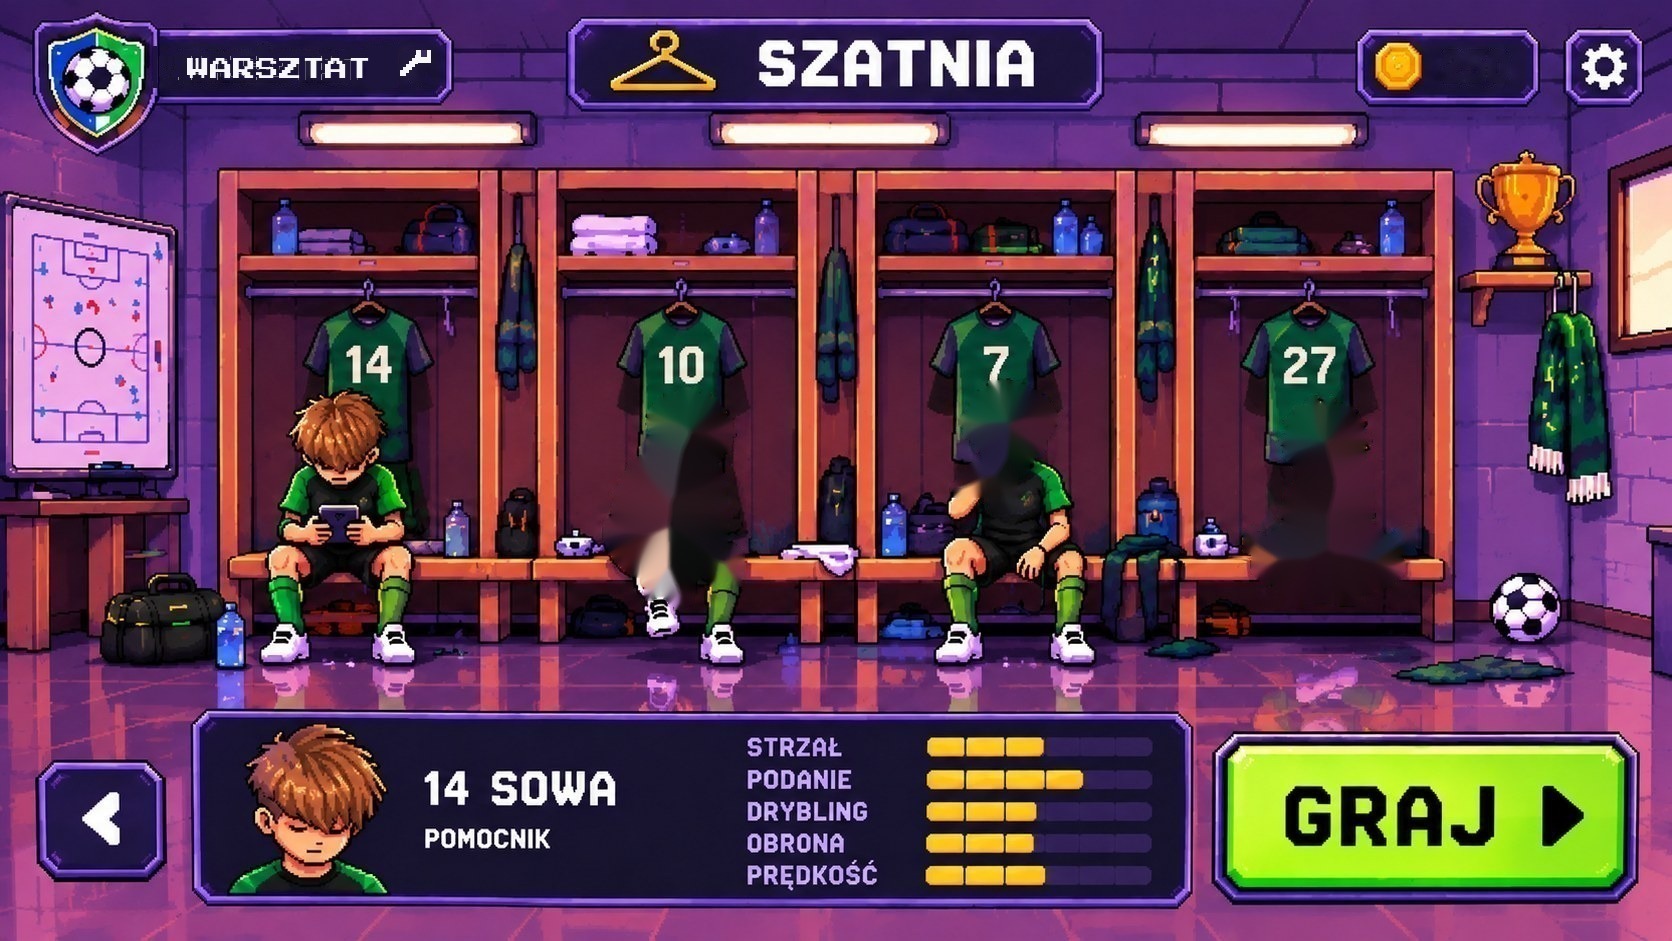 WARSZTAT
SZATNIA
14
10
7
27
14 SOWA
POMOCNIK
STRZAŁ
PODANIE
DRYBLING
OBRONA
PRĘDKOŚĆ
GRAJ